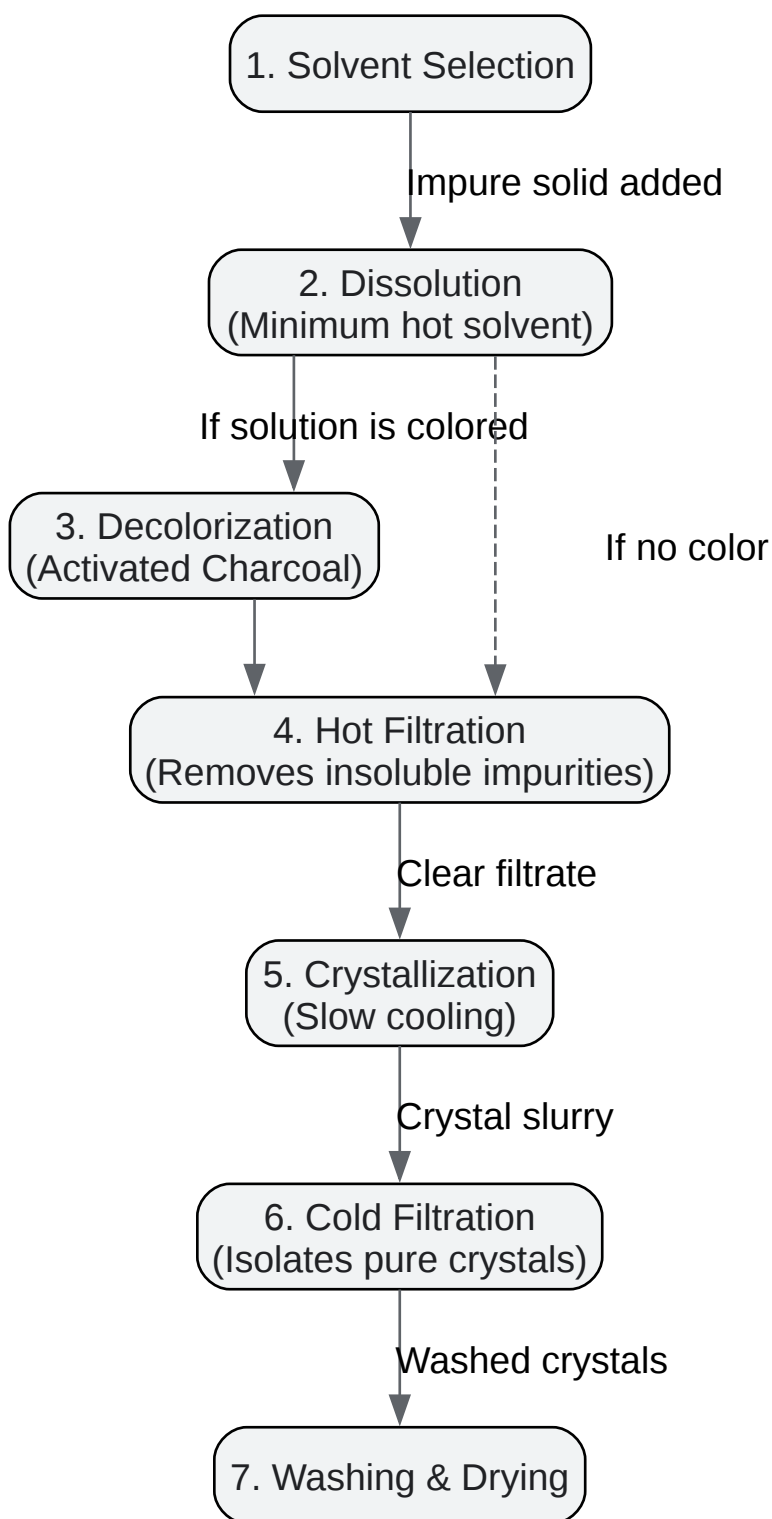 1. Solvent Selection
Impure solid added
2. Dissolution
(Minimum hot solvent)
If solution is colored
3. Decolorization
(Activated Charcoal)
If no color
4. Hot Filtration
(Removes insoluble impurities)
Clear filtrate
5. Crystallization
(Slow cooling)
Crystal slurry
6. Cold Filtration
(Isolates pure crystals)
Washed crystals
7. Washing & Drying